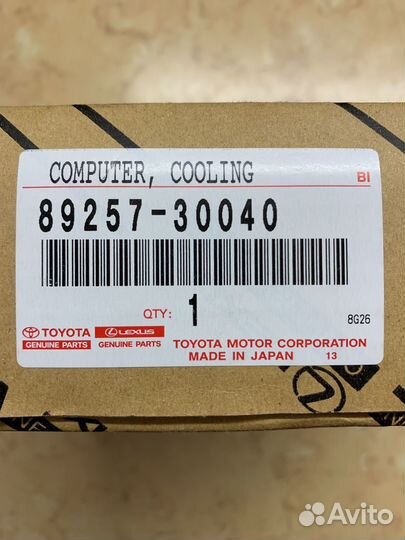 COMPUTER, COOLING
BI
89257-30040
QTY: 1
8G26
TOYOTA
GENUINE PARTS
LEXUS
GENUINE PARTS
TOYOTA MOTOR CORPORATION
MADE IN JAPAN 13
Avito